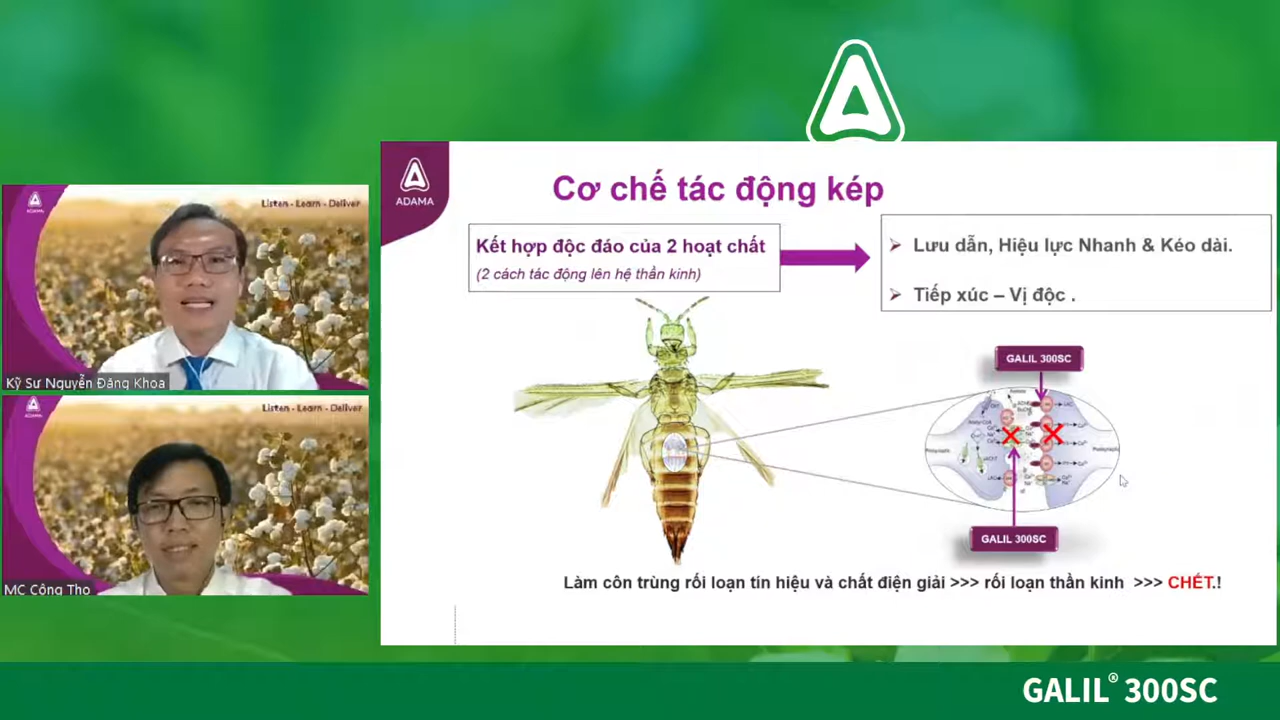 ADAMA
Listen - Learn - Deliver
Kỹ Sư Nguyễn Đăng Khoa
ADAMA
Listen - Learn - Deliver
MC Công Thọ
ADAMA
Cơ chế tác động kép
Kết hợp độc đáo của 2 hoạt chất
(2 cách tác động lên hệ thần kinh)
Lưu dẫn, Hiệu lực Nhanh & Kéo dài.
Tiếp xúc – Vị độc .
GALIL 300SC
GALIL 300SC
Làm côn trùng rối loạn tín hiệu và chất điện giải >>> rối loạn thần kinh >>> CHẾT.!
GALIL® 300SC